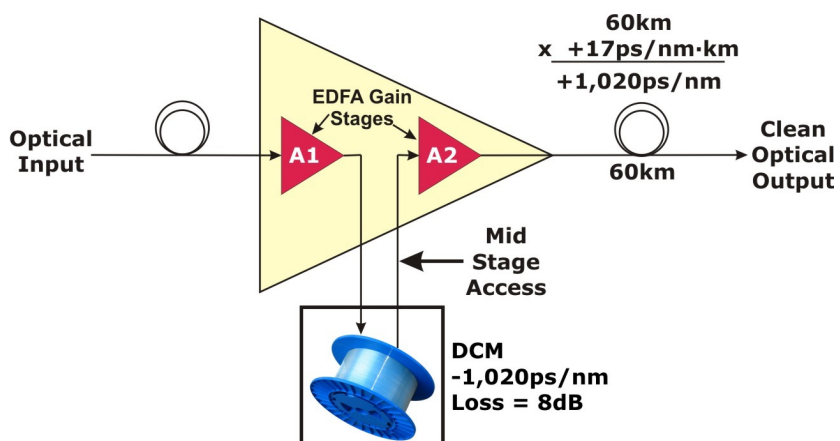 60km
x +17ps/nm·km
+1,020ps/nm
EDFA Gain
Stages
Optical
Input
A1
A2
60km
Clean
Optical
Output
Mid
Stage
Access
DCM
-1,020ps/nm
Loss = 8dB